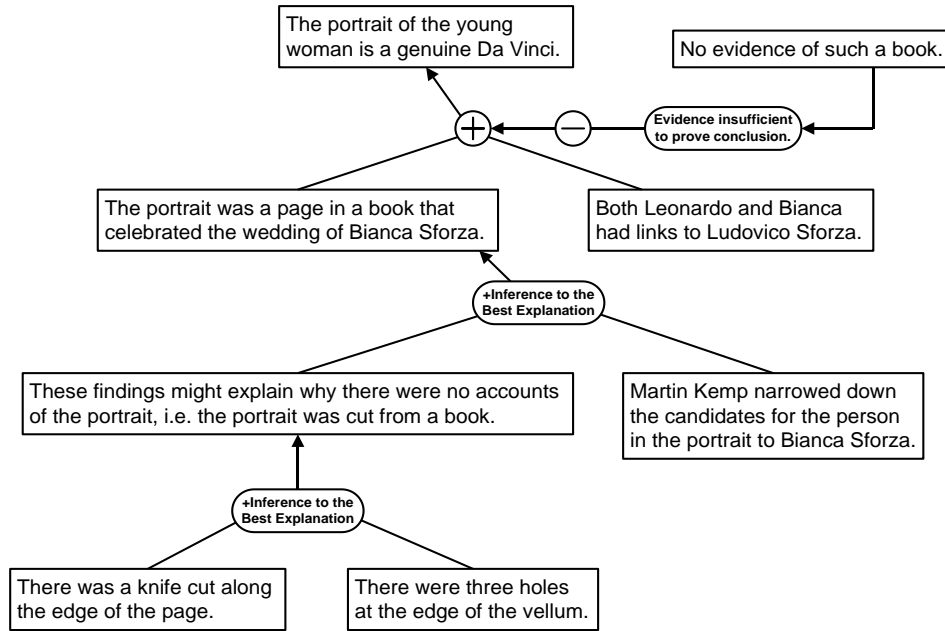 The portrait of the young
woman is a genuine Da Vinci.
No evidence of such a book.
+
−
Evidence insufficient
to prove conclusion.
The portrait was a page in a book that
celebrated the wedding of Bianca Sforza.
Both Leonardo and Bianca
had links to Ludovico Sforza.
+Inference to the
Best Explanation
These findings might explain why there were no accounts
of the portrait, i.e. the portrait was cut from a book.
Martin Kemp narrowed down
the candidates for the person
in the portrait to Bianca Sforza.
+Inference to the
Best Explanation
There was a knife cut along
the edge of the page.
There were three holes
at the edge of the vellum.